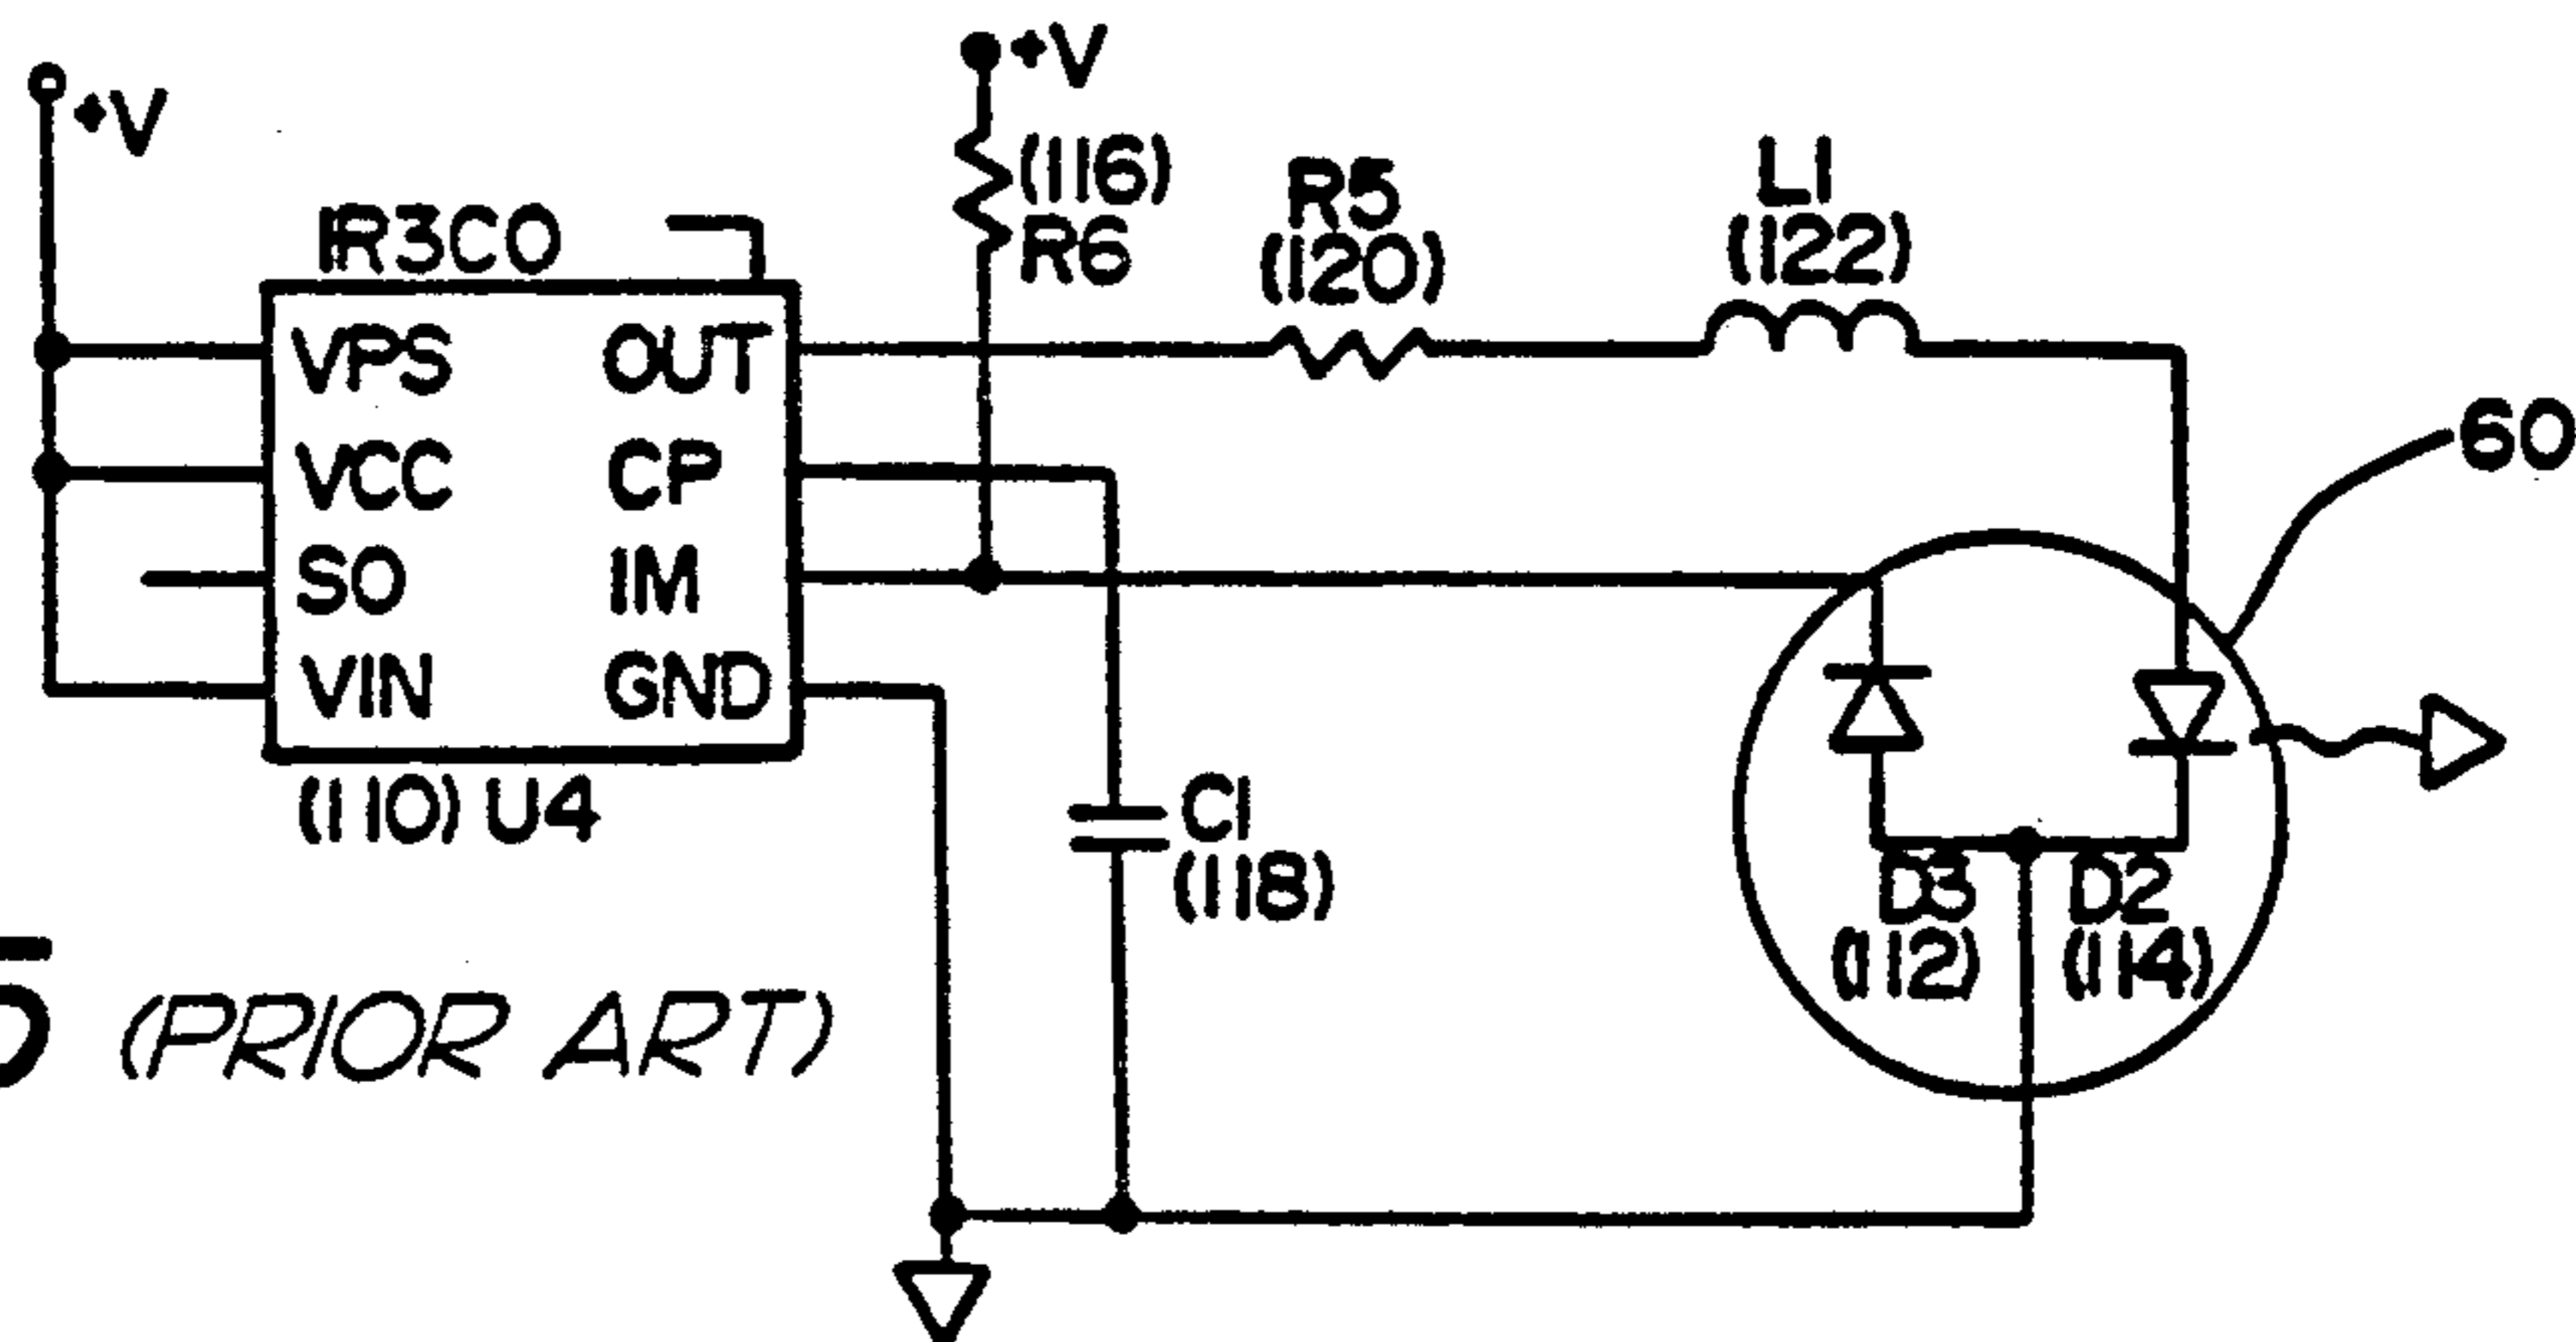 +V
+V
(116)
R6
R5
(120)
L1
(122)
IR3C0
VPS OUT
VCC CP
SO IM
VIN GND
(110) U4
60
C1
(118)
D3 D2
(112) (114)
5 (PRIOR ART)